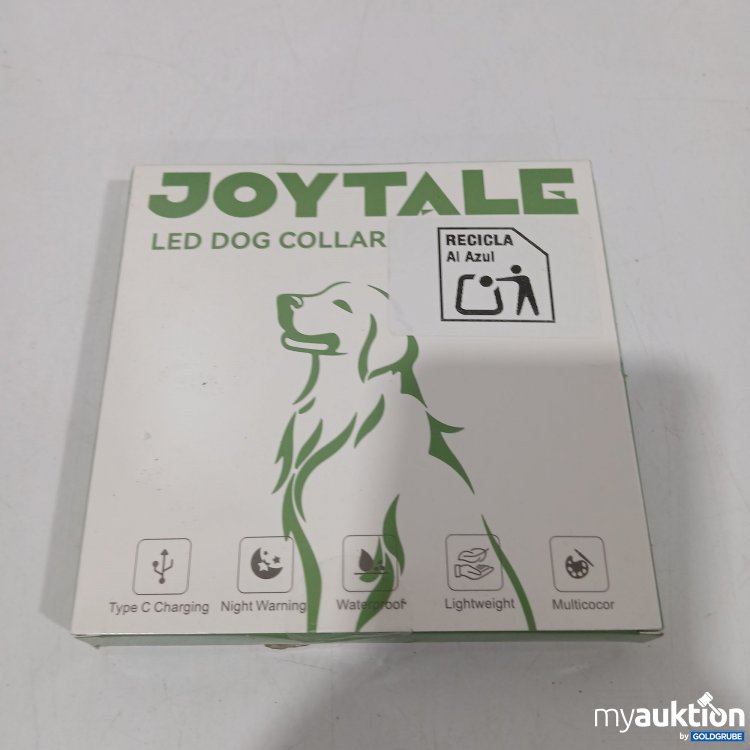 JOYTALE
LED DOG COLLAR
RECICLA
Al Azul
Type C Charging
Night Warning
Waterproof
Lightweight
Multicocor
myauktion
by GOLDGRUBE